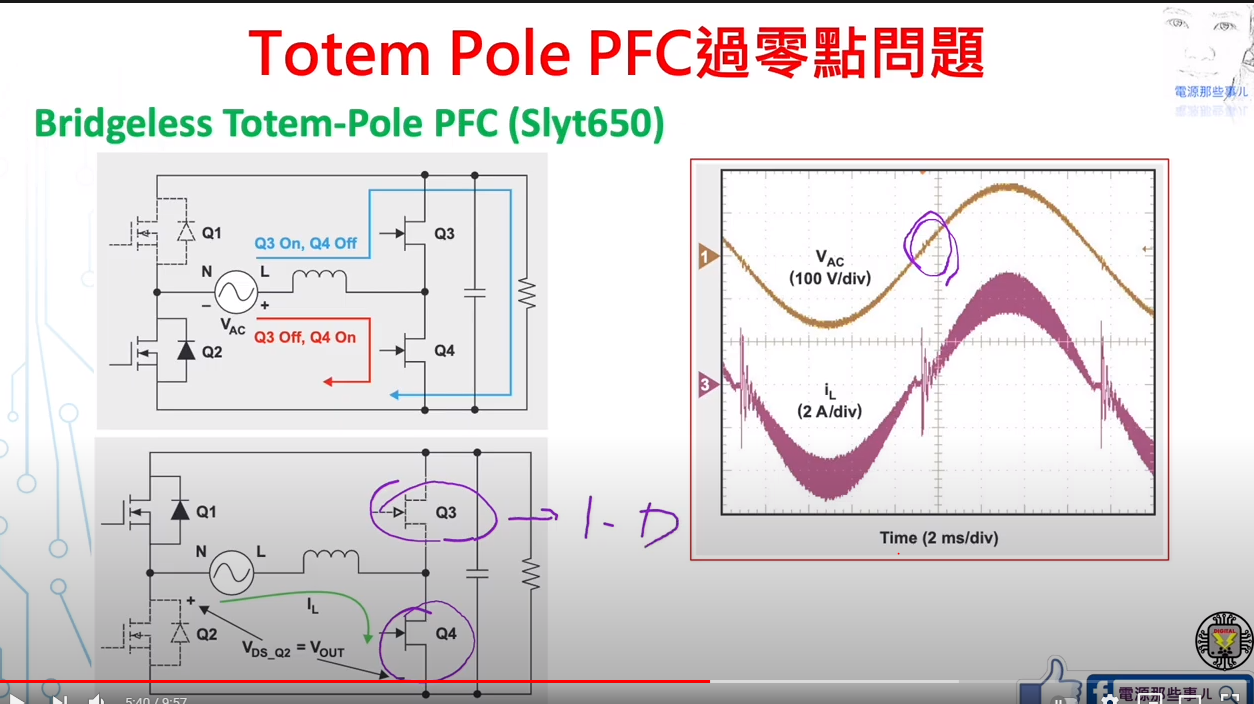 Totem Pole PFC過零點問題
電源那些事儿
Bridgeless Totem-Pole PFC (Slyt650)
Q1
Q3 On, Q4 Off
Q3
N
L
−
+
VAC
Q3 Off, Q4 On
Q2
Q4
1
VAC
(100 V/div)
3
iL
(2 A/div)
Time (2 ms/div)
Q1
Q3
1-D
N
L
+
IL
Q2
VDS_Q2 = VOUT
Q4
DIGITAL
電源那些事儿
5:40 / 9:57